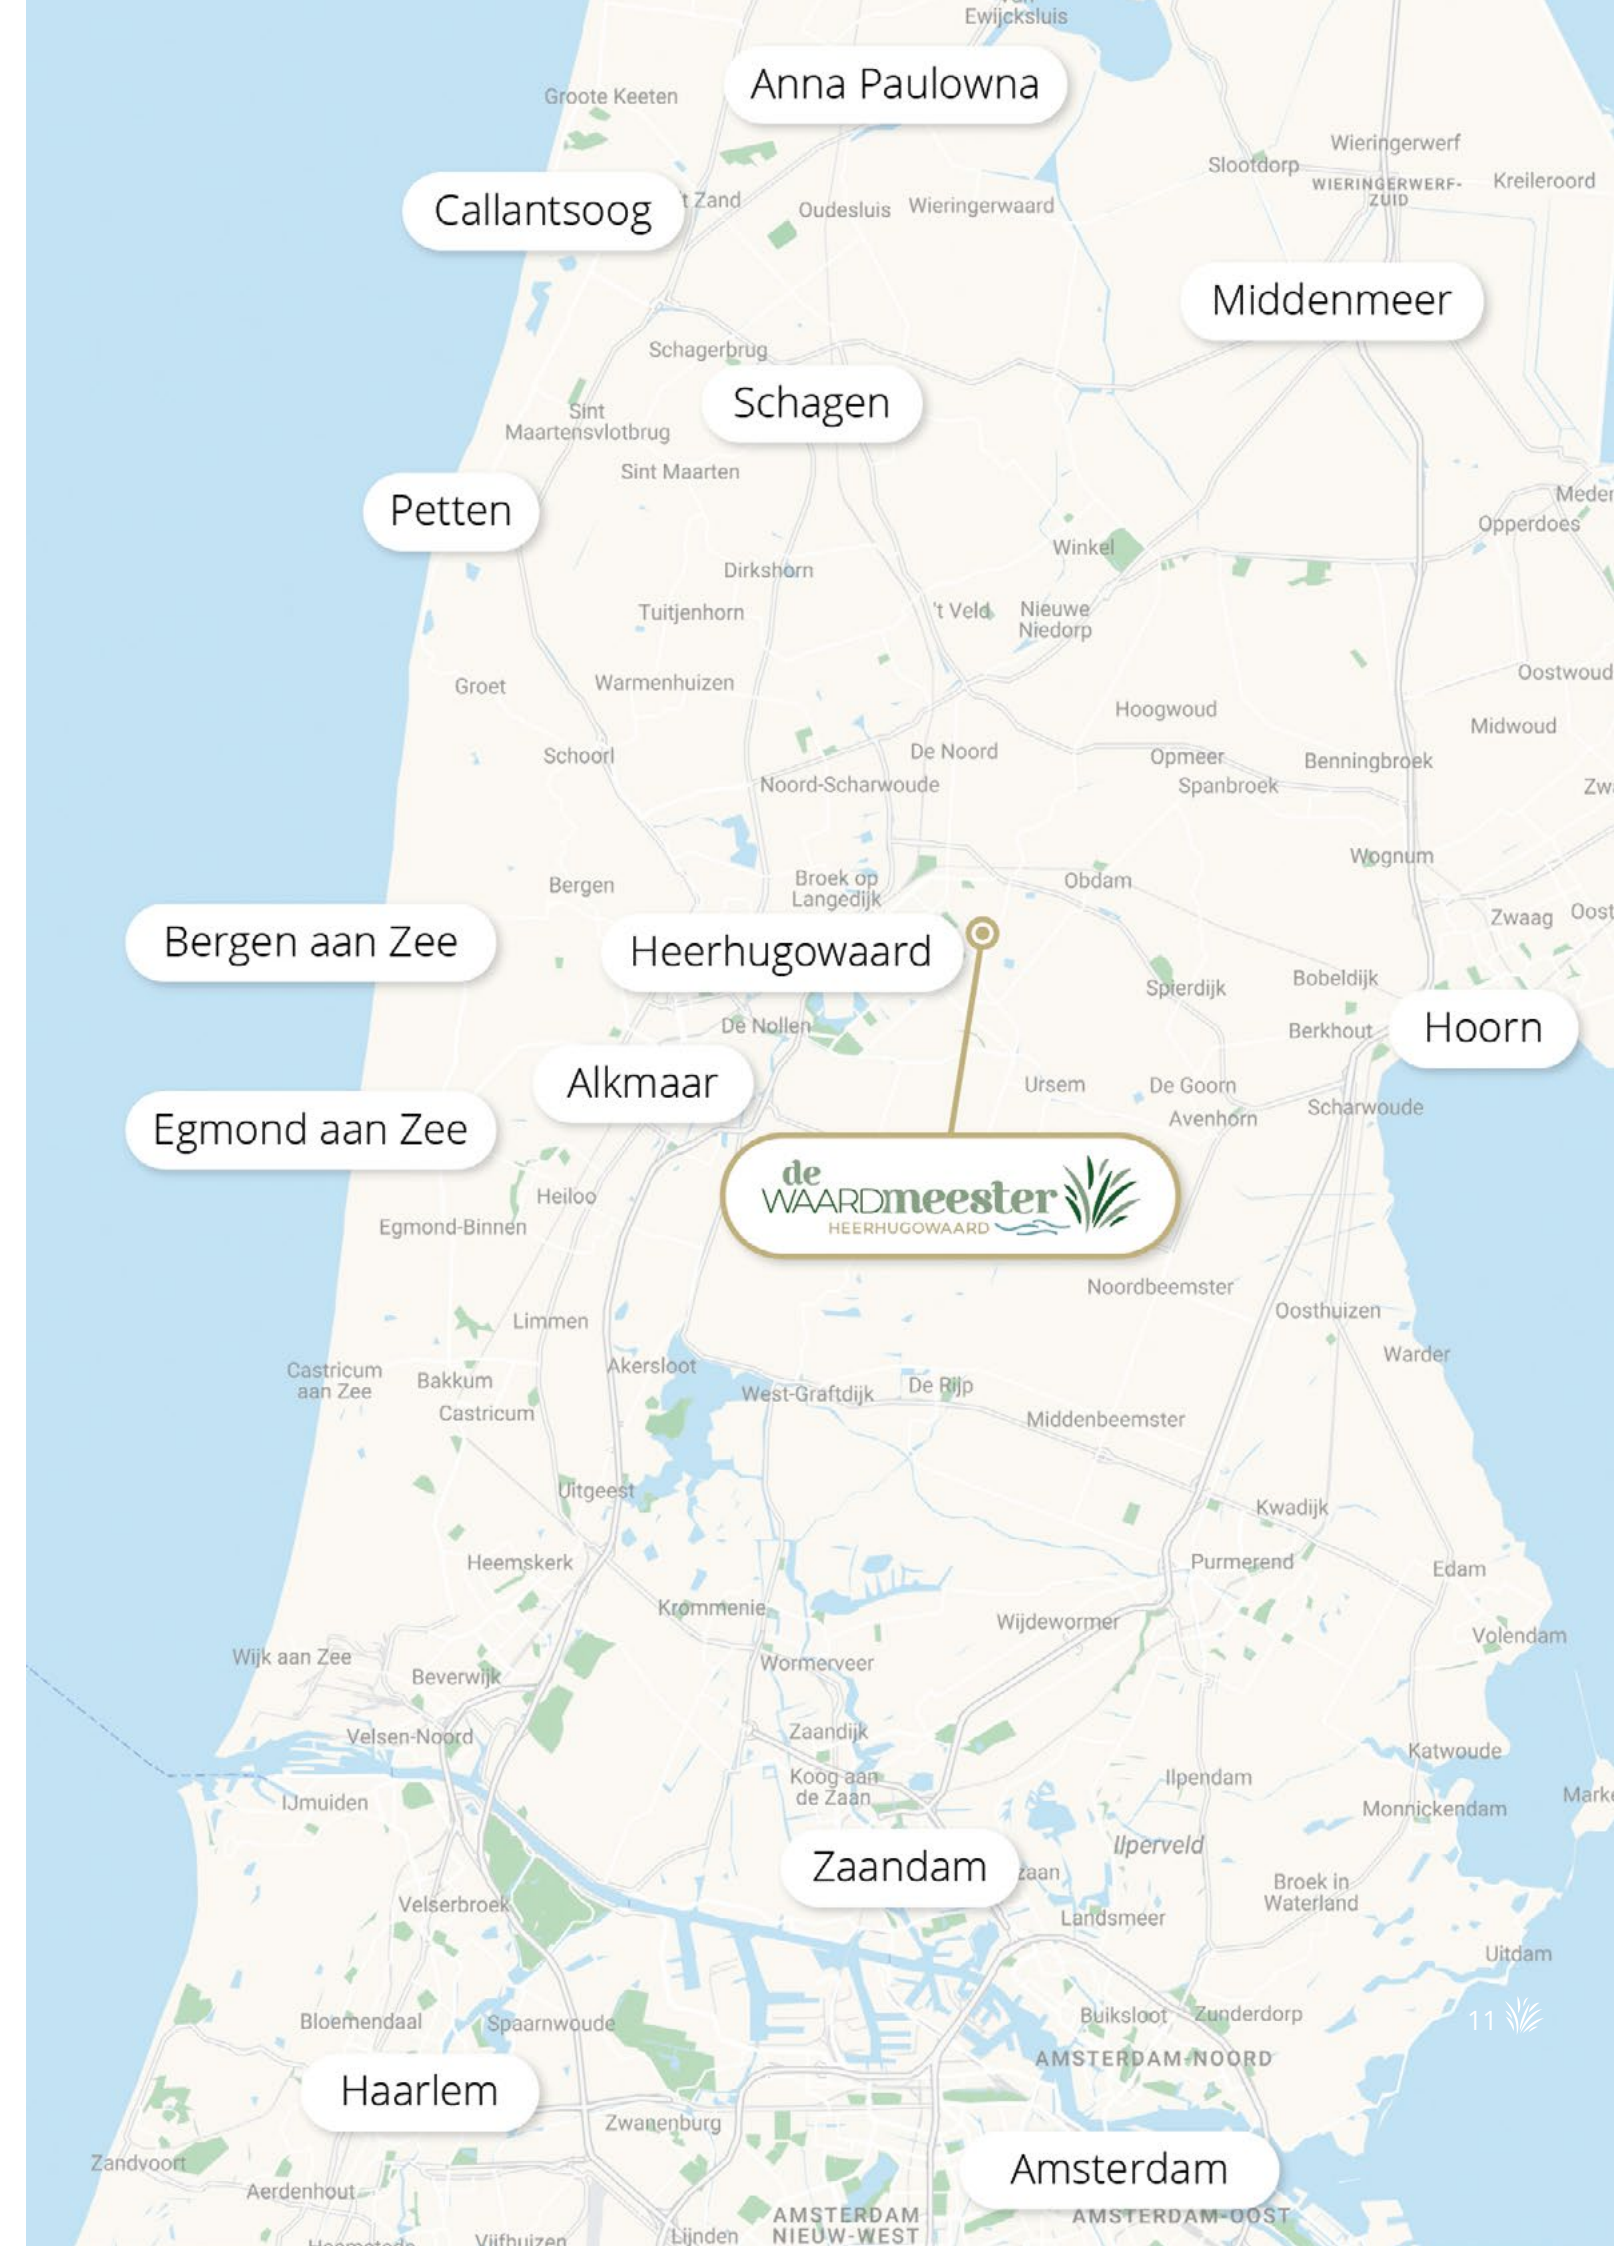 Ewijcksluis
Anna Paulowna
Groote Keeten
Wieringerwerf
Slootdorp
WIERINGERWERF-
ZUID
Kreileroord
Callantsoog
't Zand
Oudesluis
Wieringerwaard
Middenmeer
Schagerbrug
Schagen
Sint
Maartensvlotbrug
Sint Maarten
Petten
Opperdoes
Winkel
Dirkshorn
Tuitjenhorn
't Veld
Nieuwe
Niedorp
Groet
Warmenhuizen
Oostwoud
Hoogwoud
Midwoud
Schoorl
De Noord
Opmeer
Benningbroek
Noord-Scharwoude
Spanbroek
Wognum
Bergen
Broek op
Langedijk
Obdam
Zwaag
Oost
Bergen aan Zee
Heerhugowaard
Spierdijk
Bobeldijk
De Nollen
Berkhout
Hoorn
Alkmaar
Ursem
De Goorn
Avenhorn
Scharwoude
Egmond aan Zee
de
WAARDmeester
HEERHUGOWAARD
Heiloo
Egmond-Binnen
Noordbeemster
Oosthuizen
Limmen
Warder
Castricum
aan Zee
Bakkum
Akersloot
West-Graftdijk
De Rijp
Castricum
Middenbeemster
Uitgeest
Kwadijk
Heemskerk
Purmerend
Edam
Krommenie
Wijdewormer
Volendam
Wijk aan Zee
Beverwijk
Wormerveer
Velsen-Noord
Zaandijk
Katwoude
Koog aan
de Zaan
Ilpendam
IJmuiden
Monnickendam
Ilperveld
Zaandam
zaan
Broek in
Waterland
Velserbroek
Landsmeer
Uitdam
Bloemendaal
Spaarnwoude
Buiksloot
Zunderdorp
11
AMSTERDAM-NOORD
Haarlem
Zwanenburg
Zandvoort
Amsterdam
Aerdenhout
AMSTERDAM
NIEUW-WEST
AMSTERDAM-OOST
Lijnden
Vijfhuizen